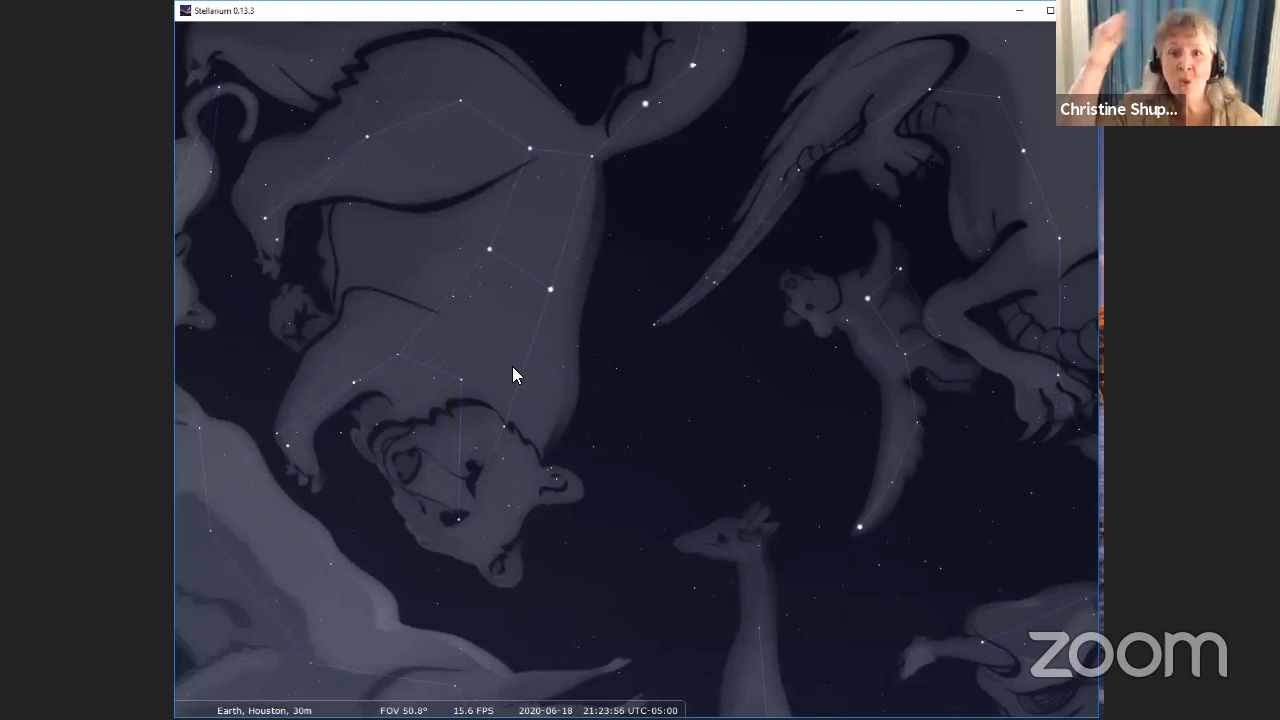 Stellarium 0.13.3
Christine Shup...
zoom
Earth, Houston, 30m FOV 50.8° 15.6 FPS 2020-06-18 21:23:56 UTC-05:00